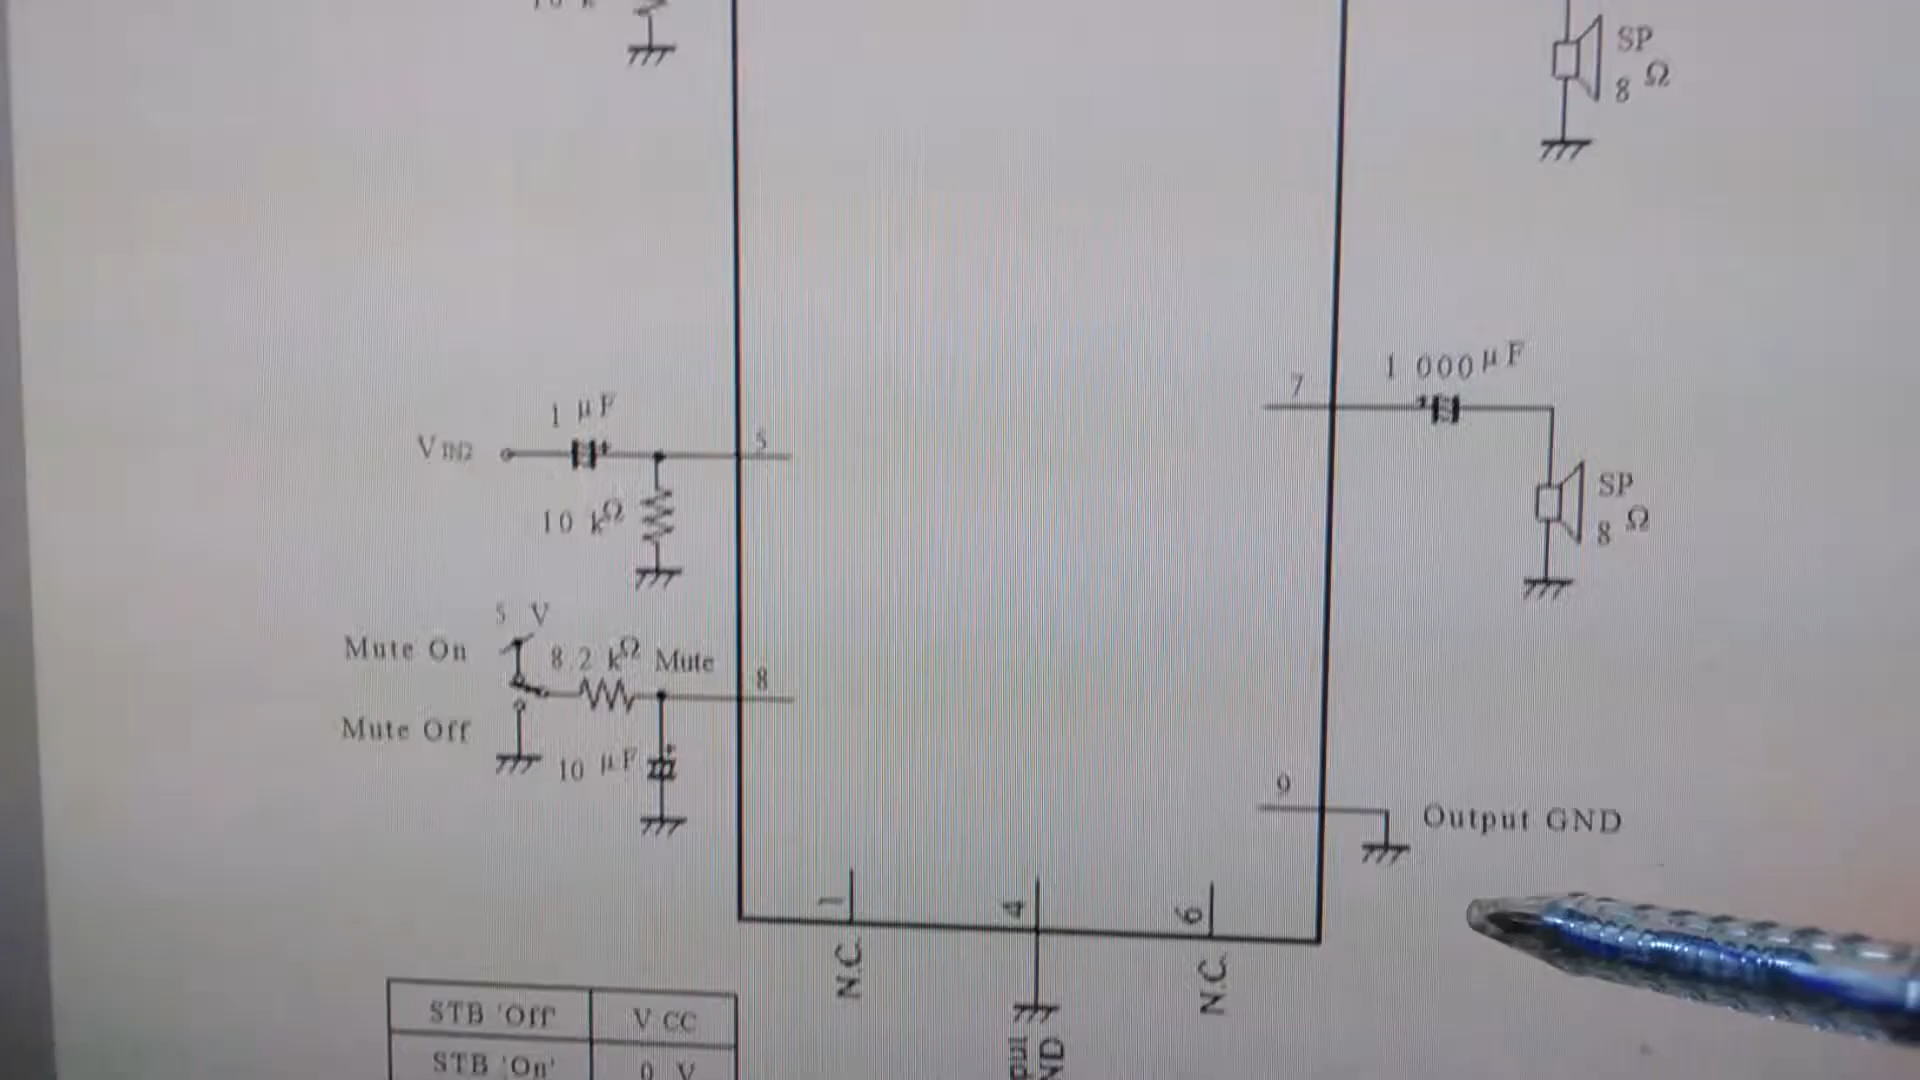 SP
8 Ω
1 000 µF
7
1 µF
VIN2
5
10 kΩ
SP
8 Ω
5 V
Mute On
8.2 kΩ Mute
8
Mute Off
10 µF
9
Output GND
1
4
6
N.C.
N.C.
STB 'Off' V CC
STB 'On' 0 V